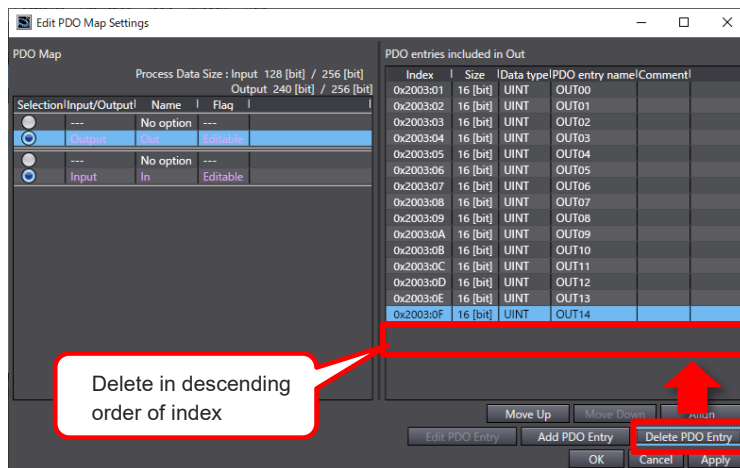 Edit PDO Map Settings
PDO Map
Process Data Size : Input 128 [bit] / 256 [bit]
Output 240 [bit] / 256 [bit]
Selection Input/Output Name Flag
--- No option ---
Output Out Editable
--- No option ---
Input In Editable
PDO entries included in Out
Index Size Data type PDO entry name Comment
0x2003:01 16 [bit] UINT OUT00
0x2003:02 16 [bit] UINT OUT01
0x2003:03 16 [bit] UINT OUT02
0x2003:04 16 [bit] UINT OUT03
0x2003:05 16 [bit] UINT OUT04
0x2003:06 16 [bit] UINT OUT05
0x2003:07 16 [bit] UINT OUT06
0x2003:08 16 [bit] UINT OUT07
0x2003:09 16 [bit] UINT OUT08
0x2003:0A 16 [bit] UINT OUT09
0x2003:0B 16 [bit] UINT OUT10
0x2003:0C 16 [bit] UINT OUT11
0x2003:0D 16 [bit] UINT OUT12
0x2003:0E 16 [bit] UINT OUT13
0x2003:0F 16 [bit] UINT OUT14
Delete in descending
order of index
Move Up Move Down Align
Edit PDO Entry Add PDO Entry Delete PDO Entry
OK Cancel Apply